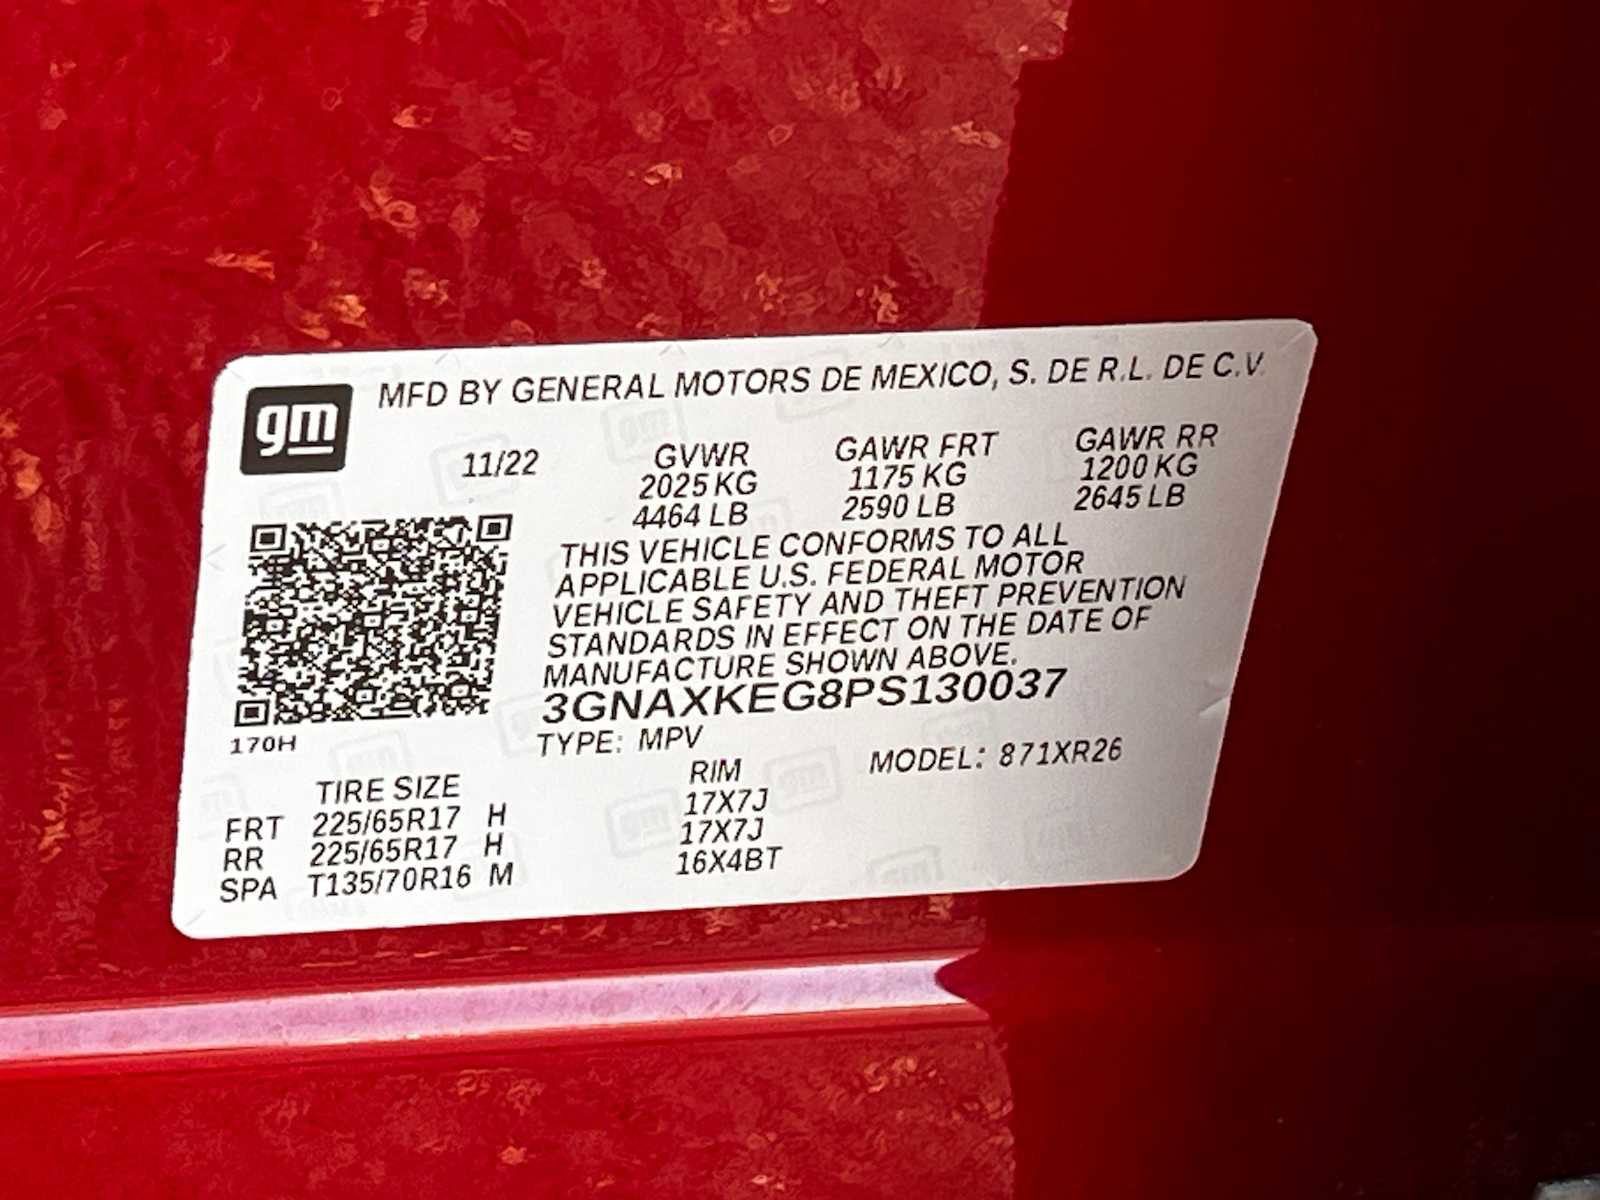 gm
MFD BY GENERAL MOTORS DE MEXICO, S. DE R.L. DE C.V.
11/22 GVWR GAWR FRT GAWR RR
2025 KG 1175 KG 1200 KG
4464 LB 2590 LB 2645 LB
THIS VEHICLE CONFORMS TO ALL
APPLICABLE U.S. FEDERAL MOTOR
VEHICLE SAFETY AND THEFT PREVENTION
STANDARDS IN EFFECT ON THE DATE OF
MANUFACTURE SHOWN ABOVE.
3GNAXKEG8PS130037
170H
TYPE: MPV MODEL: 871XR26
TIRE SIZE RIM
FRT 225/65R17 H 17X7J
RR 225/65R17 H 17X7J
SPA T135/70R16 M 16X4BT